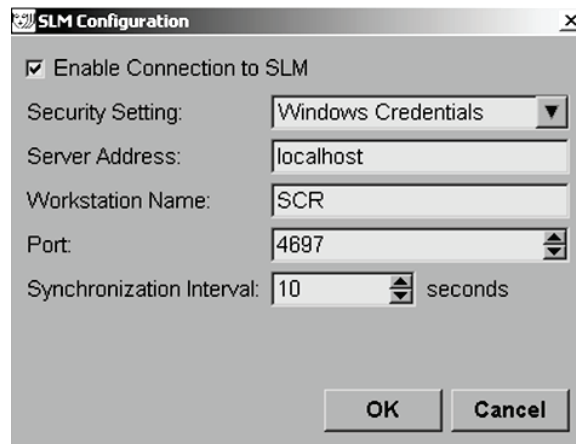 SLM Configuration
Enable Connection to SLM
Security Setting: Windows Credentials
Server Address: localhost
Workstation Name: SCR
Port: 4697
Synchronization Interval: 10 seconds
OK Cancel